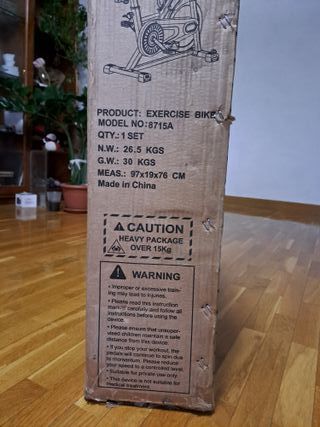 PRODUCT: EXERCISE BIKE
MODEL NO:8715A
QTY.: 1 SET
N.W.: 26.5 KGS
G.W.: 30 KGS
MEAS.: 97x19x76 CM
Made in China
CAUTION
HEAVY PACKAGE
OVER 15Kg
WARNING
• Improper or excessive train-
ing may lead to injuries.
• Please read this instruction
manual carefully and follow all
instructions before using the
device.
• Please ensure that unsuper-
vised children maintain a safe
distance from this device.
• If you stop your workout, the
pedals will continue to spin due
to momentum. Please reduce
your speed to a controlled level.
• Suitable for private use only.
• This device is not suitable for
medical treatment.